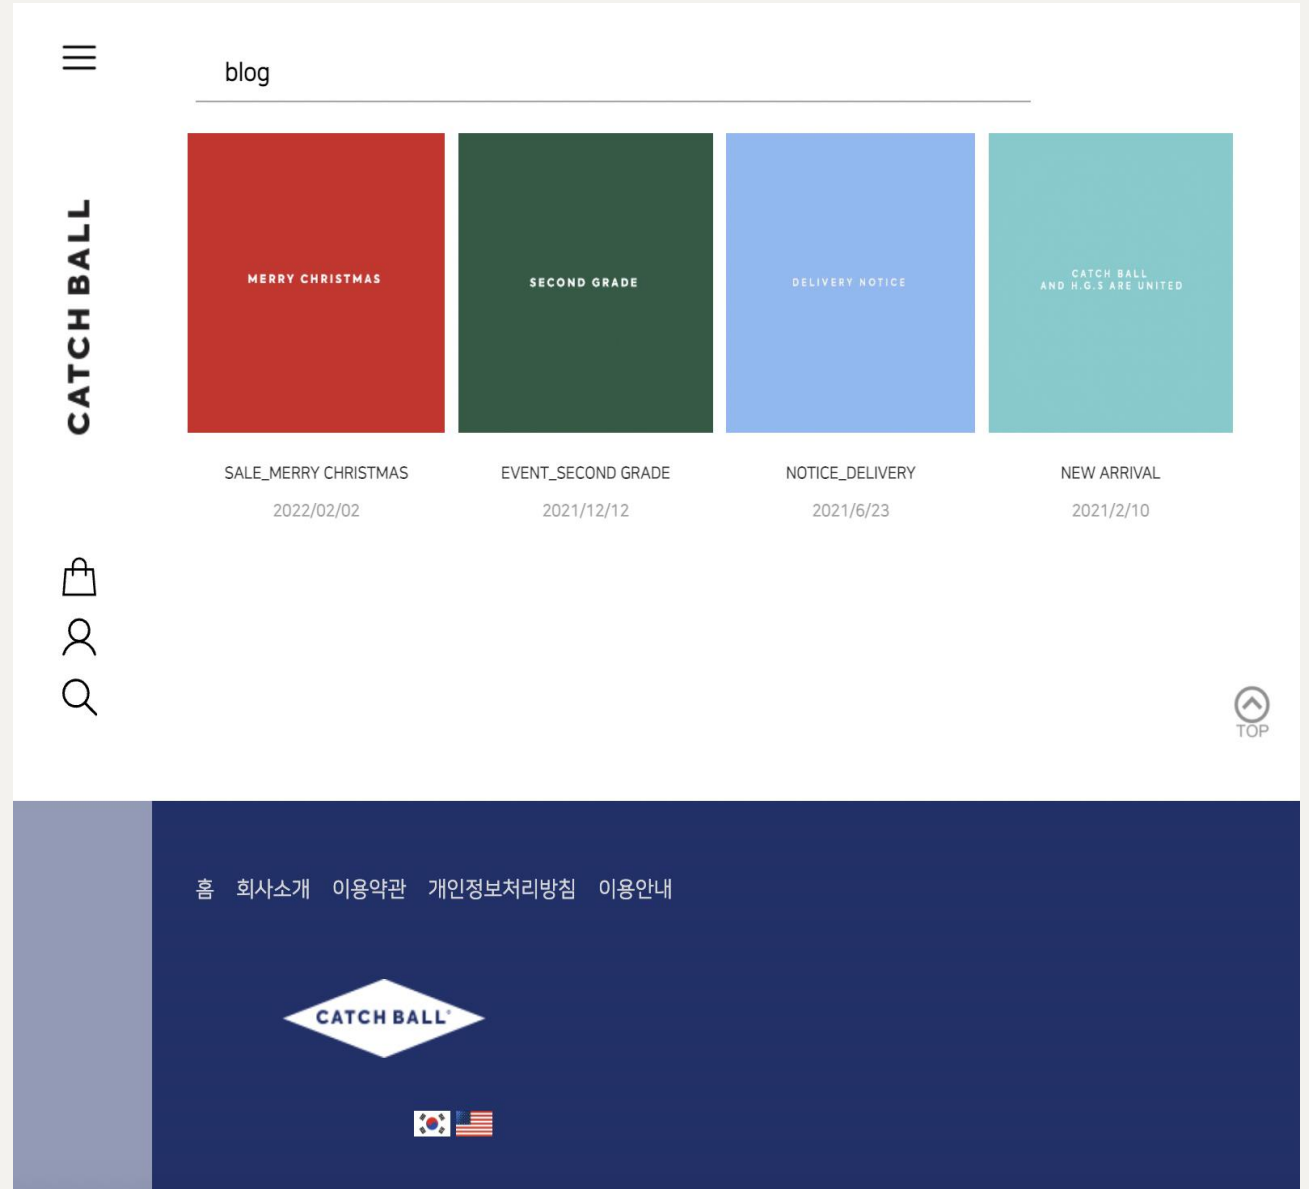 blog
CATCH BALL
MERRY CHRISTMAS
SECOND GRADE
DELIVERY NOTICE
CATCH BALL
AND H.G.S ARE UNITED
SALE_MERRY CHRISTMAS
2022/02/02
EVENT_SECOND GRADE
2021/12/12
NOTICE_DELIVERY
2021/6/23
NEW ARRIVAL
2021/2/10
TOP
홈 회사소개 이용약관 개인정보처리방침 이용안내
CATCH BALL®